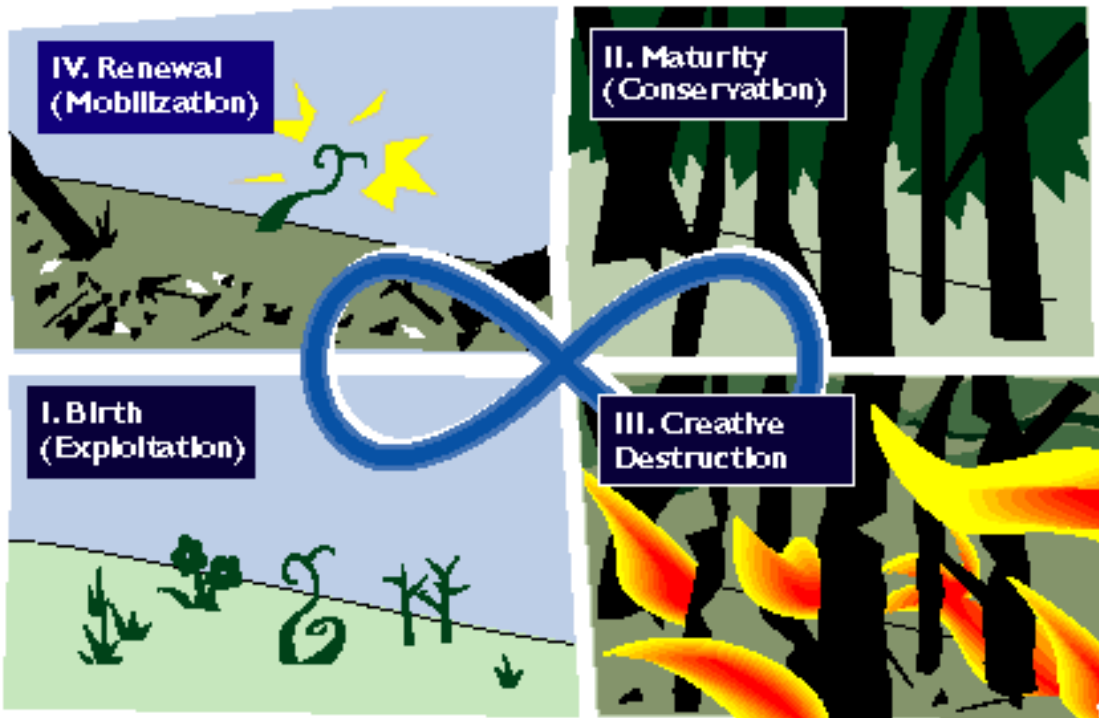 IV. Renewal
(Mobilization)
II. Maturity
(Conservation)
I. Birth
(Exploitation)
III. Creative
Destruction